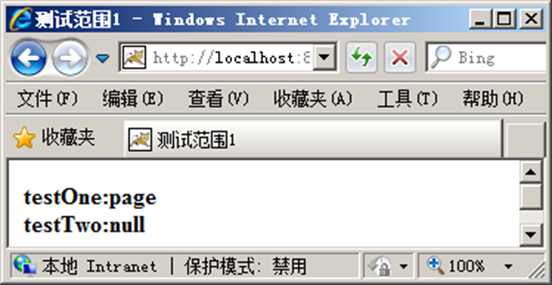 测试范围1 - Windows Internet Explorer
http://localhost:8
Bing
文件(F) 编辑(E) 查看(V) 收藏夹(A) 工具(T) 帮助(H)
收藏夹 测试范围1
testOne:page
testTwo:null
本地 Intranet | 保护模式: 禁用 100%